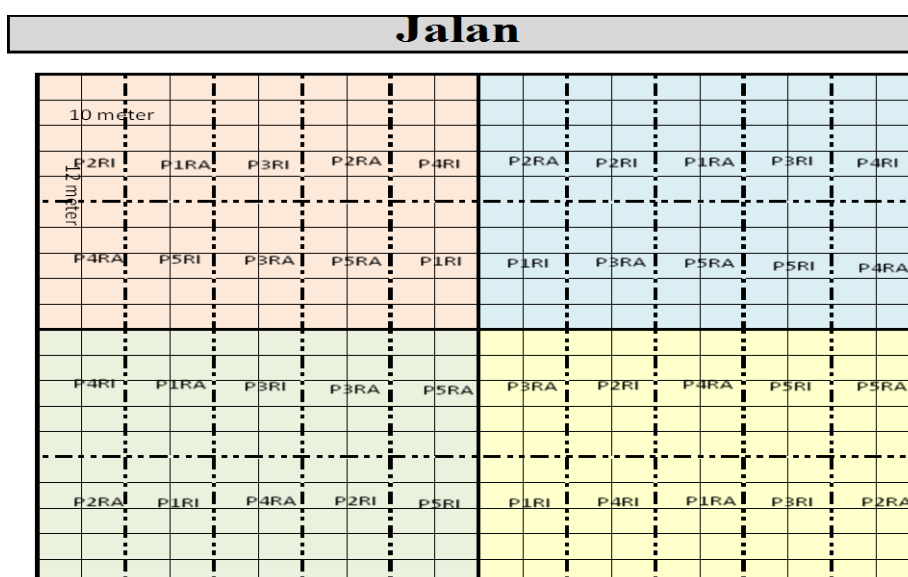 Jalan
10 meter
12 meter
P2RI P1RA P3RI P2RA P4RI P2RA P2RI P1RA P3RI P4RI
P4RA P5RI P3RA P5RA P1RI P1RI P3RA P5RA P5RI P4RA
P4RI P1RA P3RI P3RA P5RA P3RA P2RI P4RA P5RI P5RA
P2RA P1RI P4RA P2RI P5RI P1RI P4RI P1RA P3RI P2RA